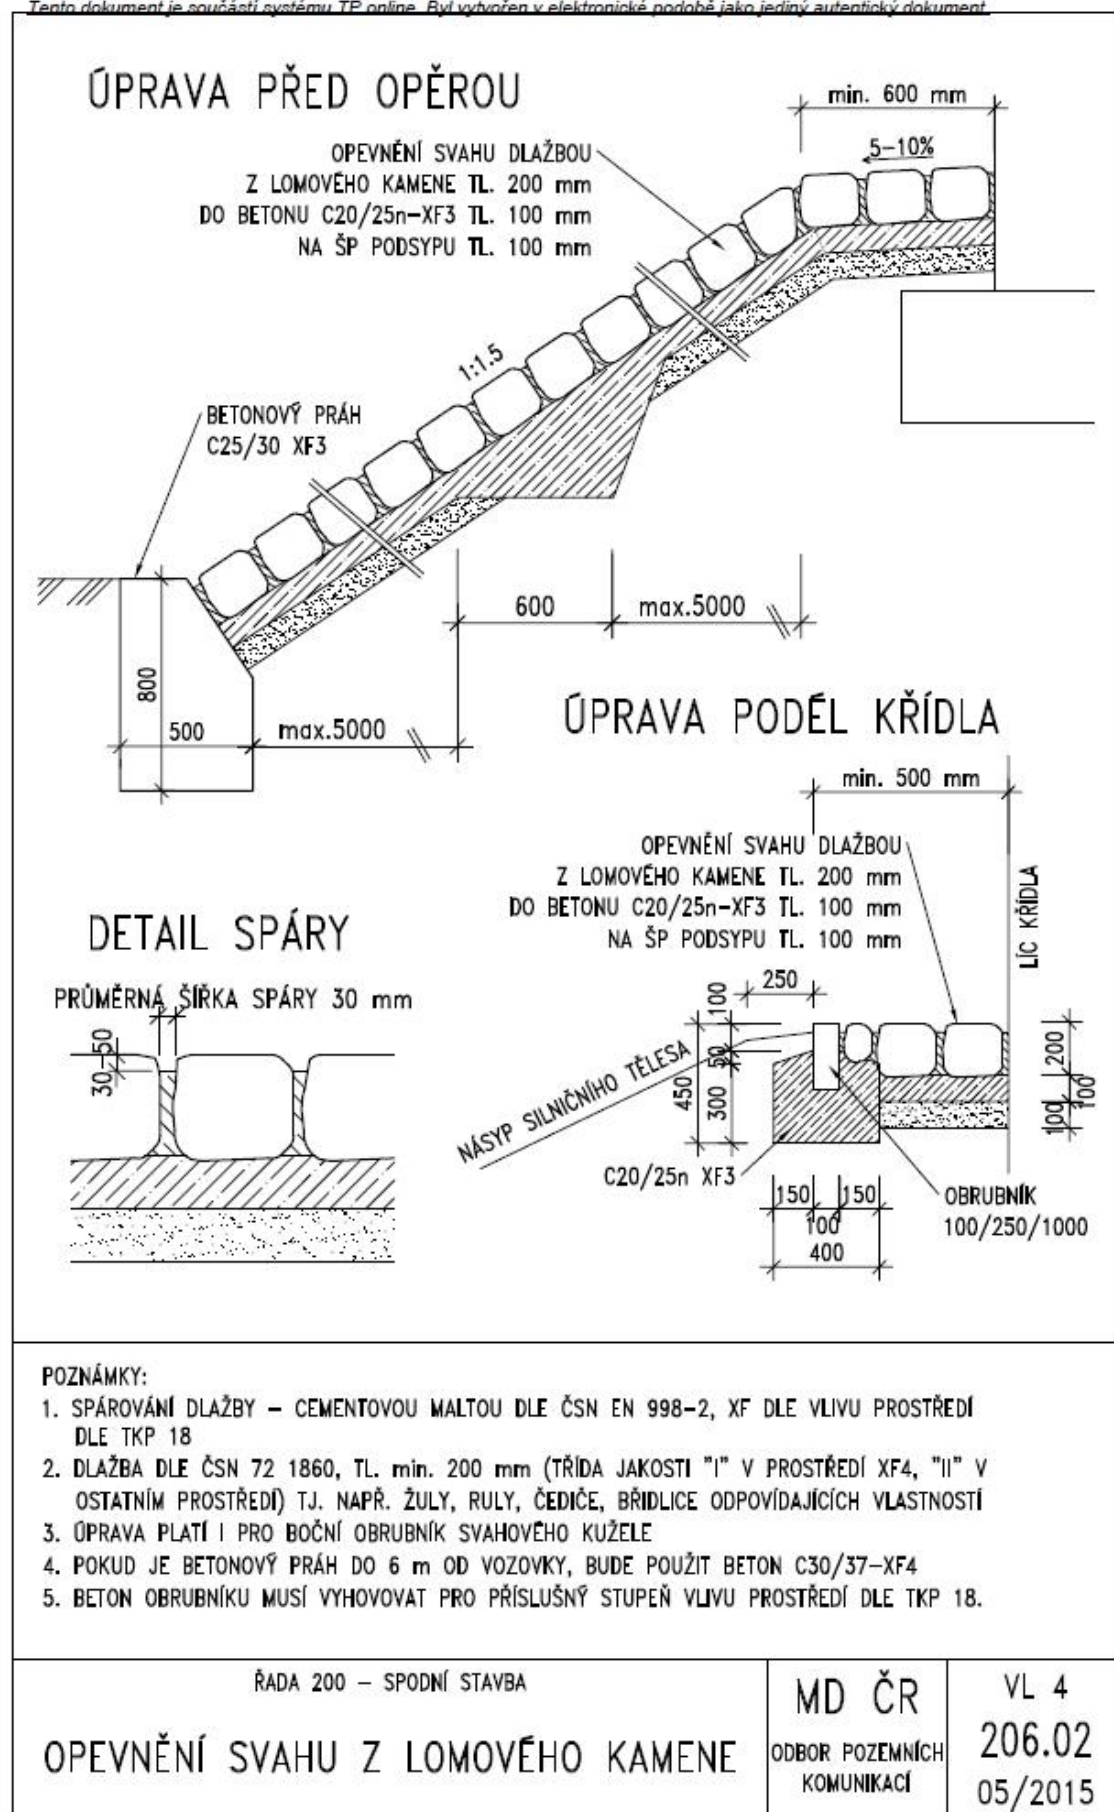 Tento dokument je součástí systému TP online. Byl vytvořen v elektronické podobě jako jediný autentický dokument.
ÚPRAVA PŘED OPĚROU
min. 600 mm
5-10%
OPEVNĚNÍ SVAHU DLAŽBOU
Z LOMOVÉHO KAMENE TL. 200 mm
DO BETONU C20/25n-XF3 TL. 100 mm
NA ŠP PODSYPU TL. 100 mm
1:1.5
BETONOVÝ PRÁH
C25/30 XF3
600
max.5000
800
500
max.5000
ÚPRAVA PODÉL KŘÍDLA
min. 500 mm
OPEVNĚNÍ SVAHU DLAŽBOU
Z LOMOVÉHO KAMENE TL. 200 mm
DO BETONU C20/25n-XF3 TL. 100 mm
NA ŠP PODSYPU TL. 100 mm
LÍC KŘÍDLA
250
100
50
450
300
200
100
100
NÁSYP SILNIČNÍHO TĚLESA
C20/25n XF3
150
150
100
400
OBRUBNÍK
100/250/1000
DETAIL SPÁRY
PRŮMĚRNÁ ŠÍŘKA SPÁRY 30 mm
30-50
POZNÁMKY:
1. SPÁROVÁNÍ DLAŽBY – CEMENTOVOU MALTOU DLE ČSN EN 998-2, XF DLE VLIVU PROSTŘEDÍ
DLE TKP 18
2. DLAŽBA DLE ČSN 72 1860, TL. min. 200 mm (TŘÍDA JAKOSTI "I" V PROSTŘEDÍ XF4, "II" V
OSTATNÍM PROSTŘEDÍ) TJ. NAPŘ. ŽULY, RULY, ČEDIČE, BŘIDLICE ODPOVÍDAJÍCÍCH VLASTNOSTÍ
3. ÚPRAVA PLATÍ I PRO BOČNÍ OBRUBNÍK SVAHOVÉHO KUŽELE
4. POKUD JE BETONOVÝ PRÁH DO 6 m OD VOZOVKY, BUDE POUŽIT BETON C30/37-XF4
5. BETON OBRUBNÍKU MUSÍ VYHOVOVAT PRO PŘÍSLUŠNÝ STUPEŇ VLIVU PROSTŘEDÍ DLE TKP 18.
ŘADA 200 – SPODNÍ STAVBA
OPEVNĚNÍ SVAHU Z LOMOVÉHO KAMENE
MD ČR
ODBOR POZEMNÍCH
KOMUNIKACÍ
VL 4
206.02
05/2015